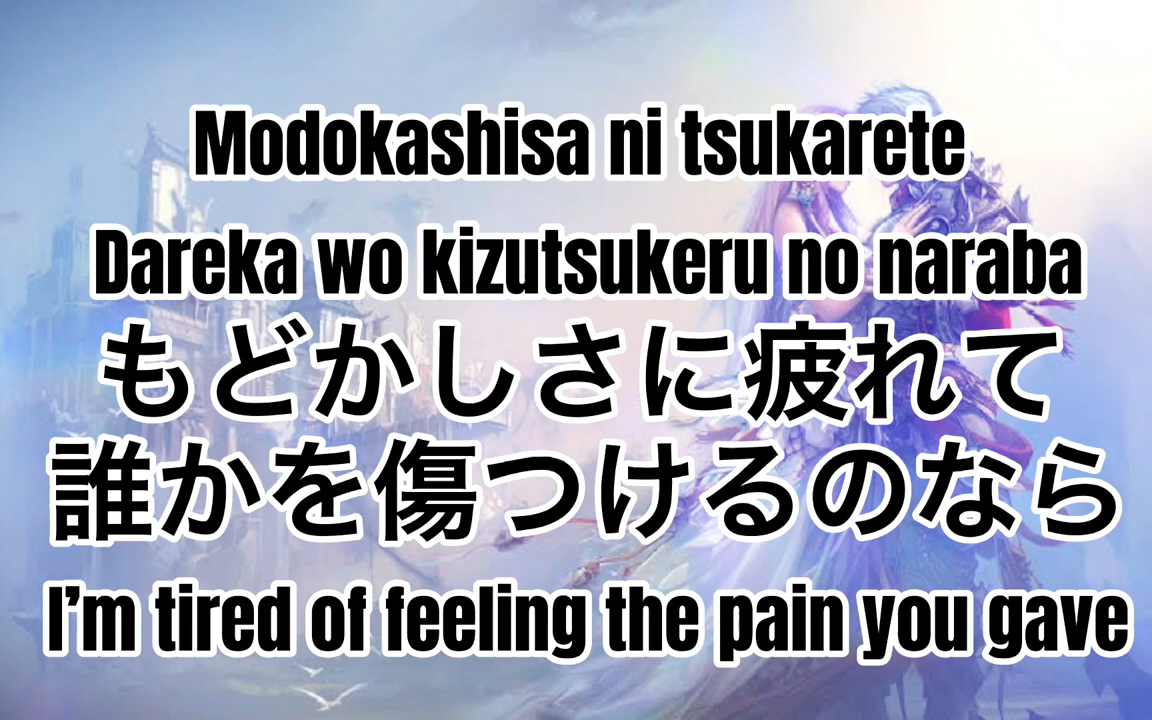 Modokashisa ni tsukarete
Dareka wo kizutsukeru no naraba
もどかしさに疲れて
誰かを傷つけるのなら
I’m tired of feeling the pain you gave